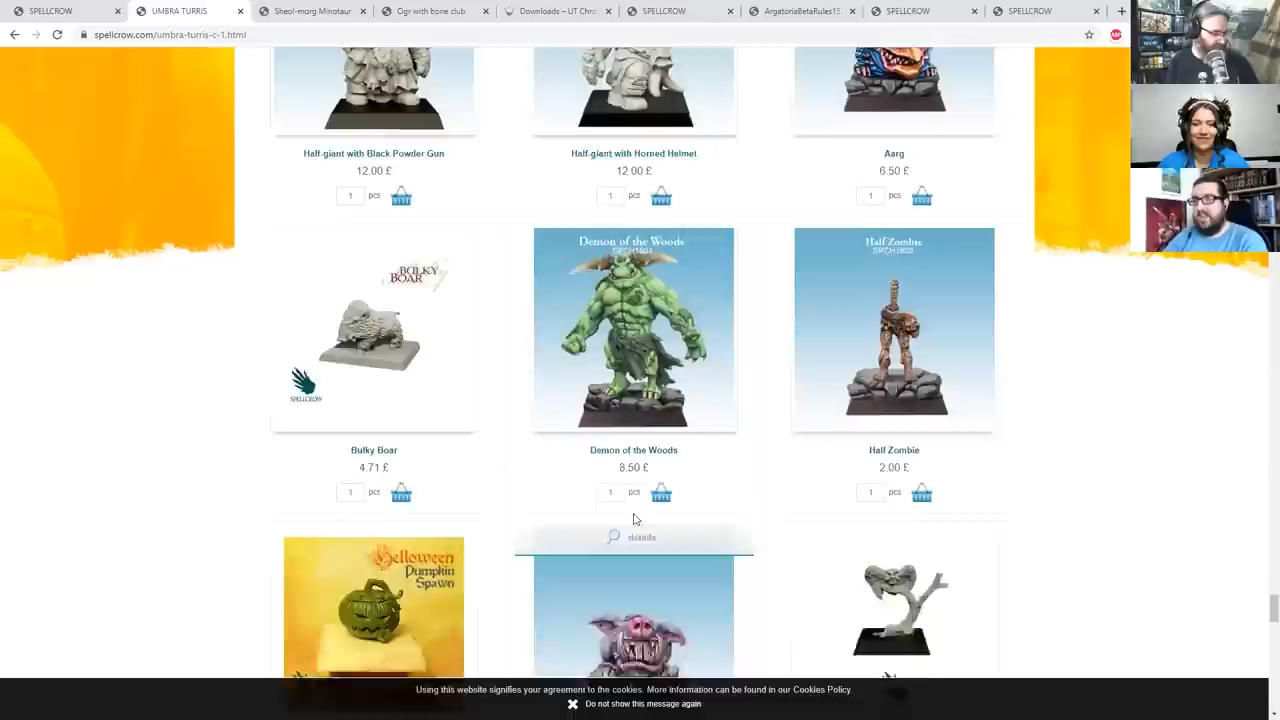 SPELLCROW
UMBRA TURRIS
Sheol-morg Minotaur
Ogr with bone club
Downloads – UT Chro
SPELLCROW
ArgatoriaBetaRules15
SPELLCROW
SPELLCROW
spellcrow.com/umbra-turris-c-1.html
ABP
Half-giant with Black Powder Gun
Half-giant with Horned Helmet
Aarg
12.00 £
12.00 £
6.50 £
1 pcs
1 pcs
1 pcs
BULKY
BOAR
SPELLCROW
Demon of the Woods
Half Zombie
Bulky Boar
Demon of the Woods
Half Zombie
4.71 £
8.50 £
2.00 £
1 pcs
1 pcs
1 pcs
details
Helloween
Pumpkin
Spawn
Using this website signifies your agreement to the cookies. More information can be found in our Cookies Policy.
Do not show this message again